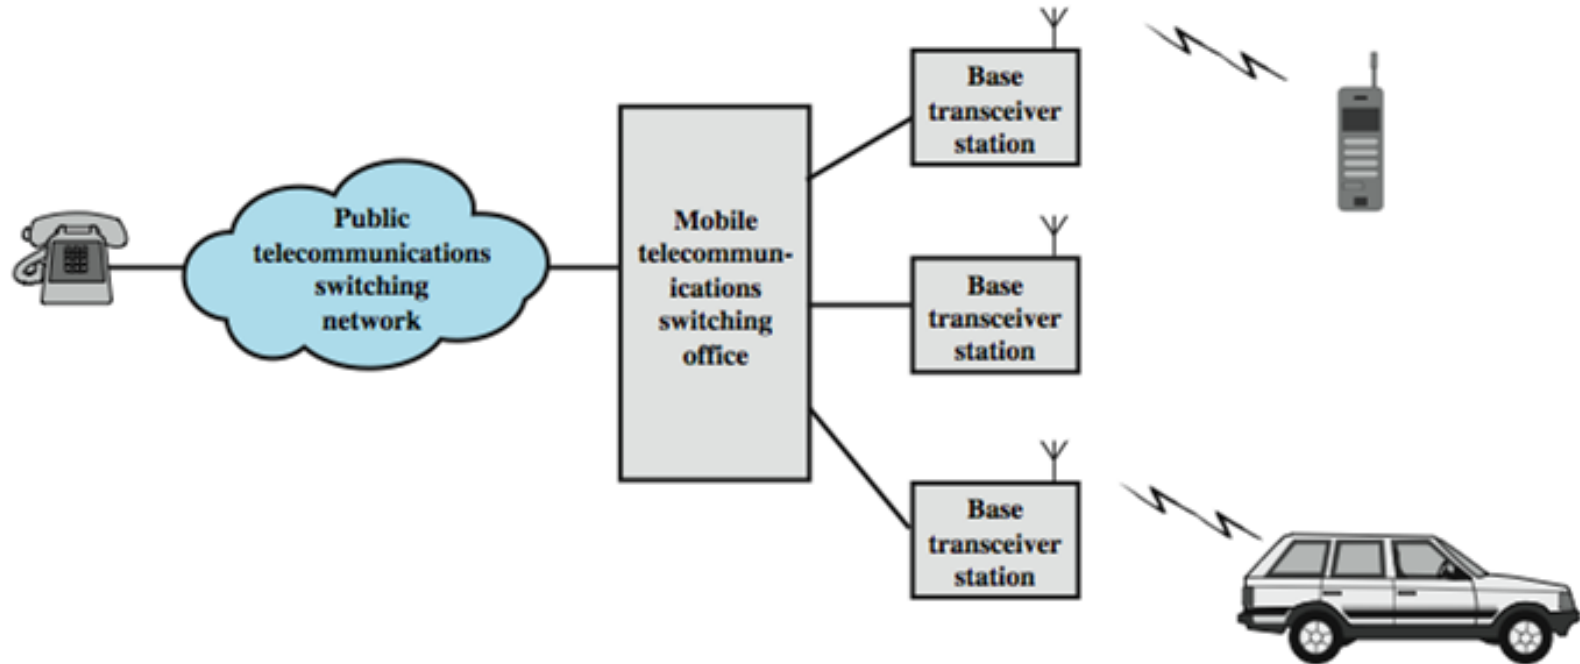 Public
telecommunications
switching
network
Mobile
telecommun-
ications
switching
office
Base
transceiver
station
Base
transceiver
station
Base
transceiver
station